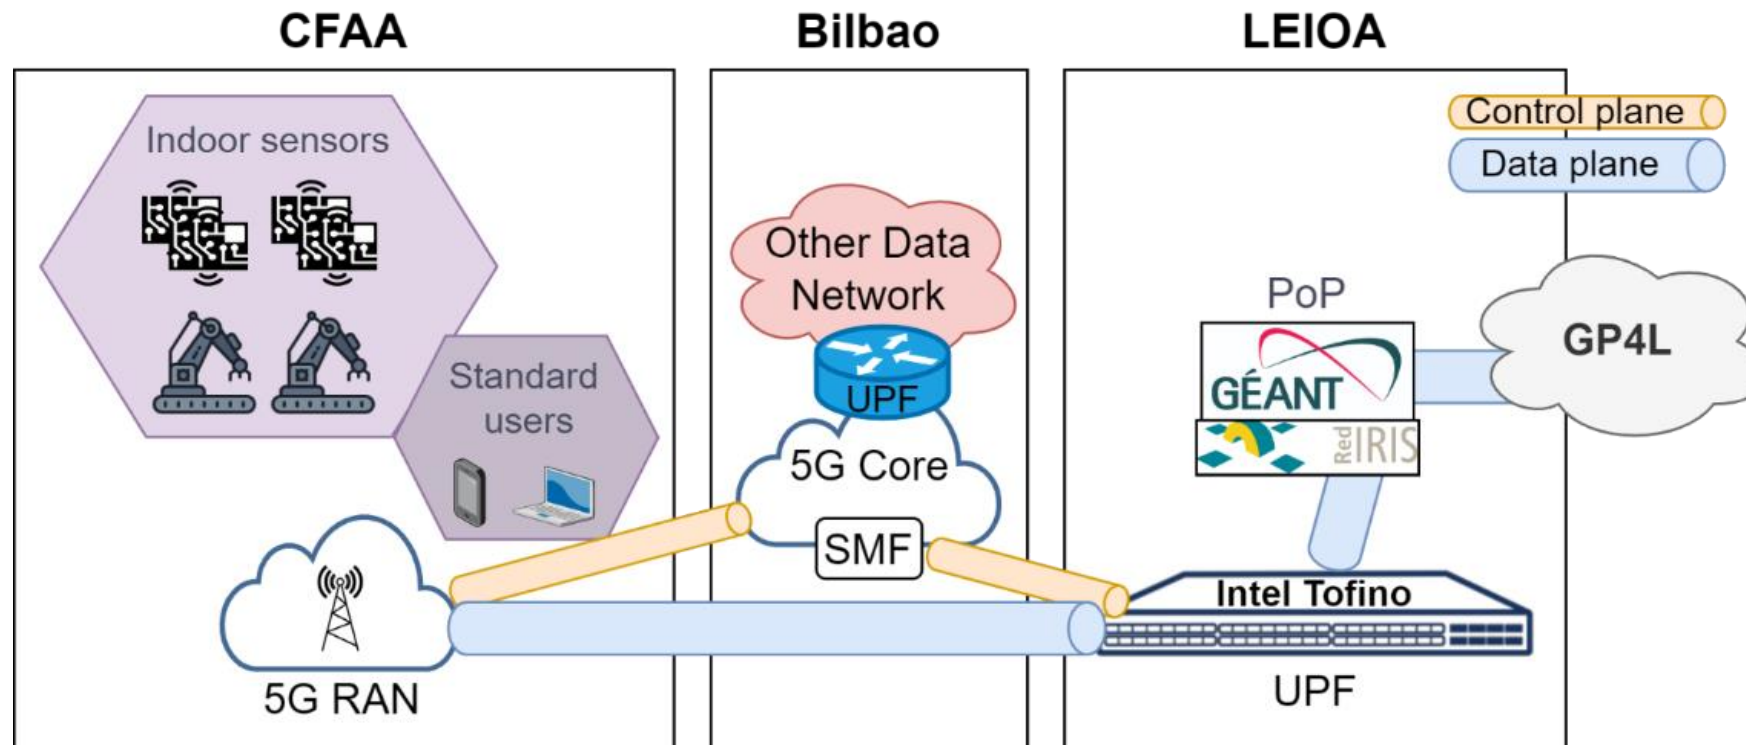 CFAA
Bilbao
LEIOA
Indoor sensors
Standard
users
5G RAN
Other Data
Network
UPF
5G Core
SMF
Control plane
Data plane
PoP
GÉANT
Red
IRIS
GP4L
Intel Tofino
UPF